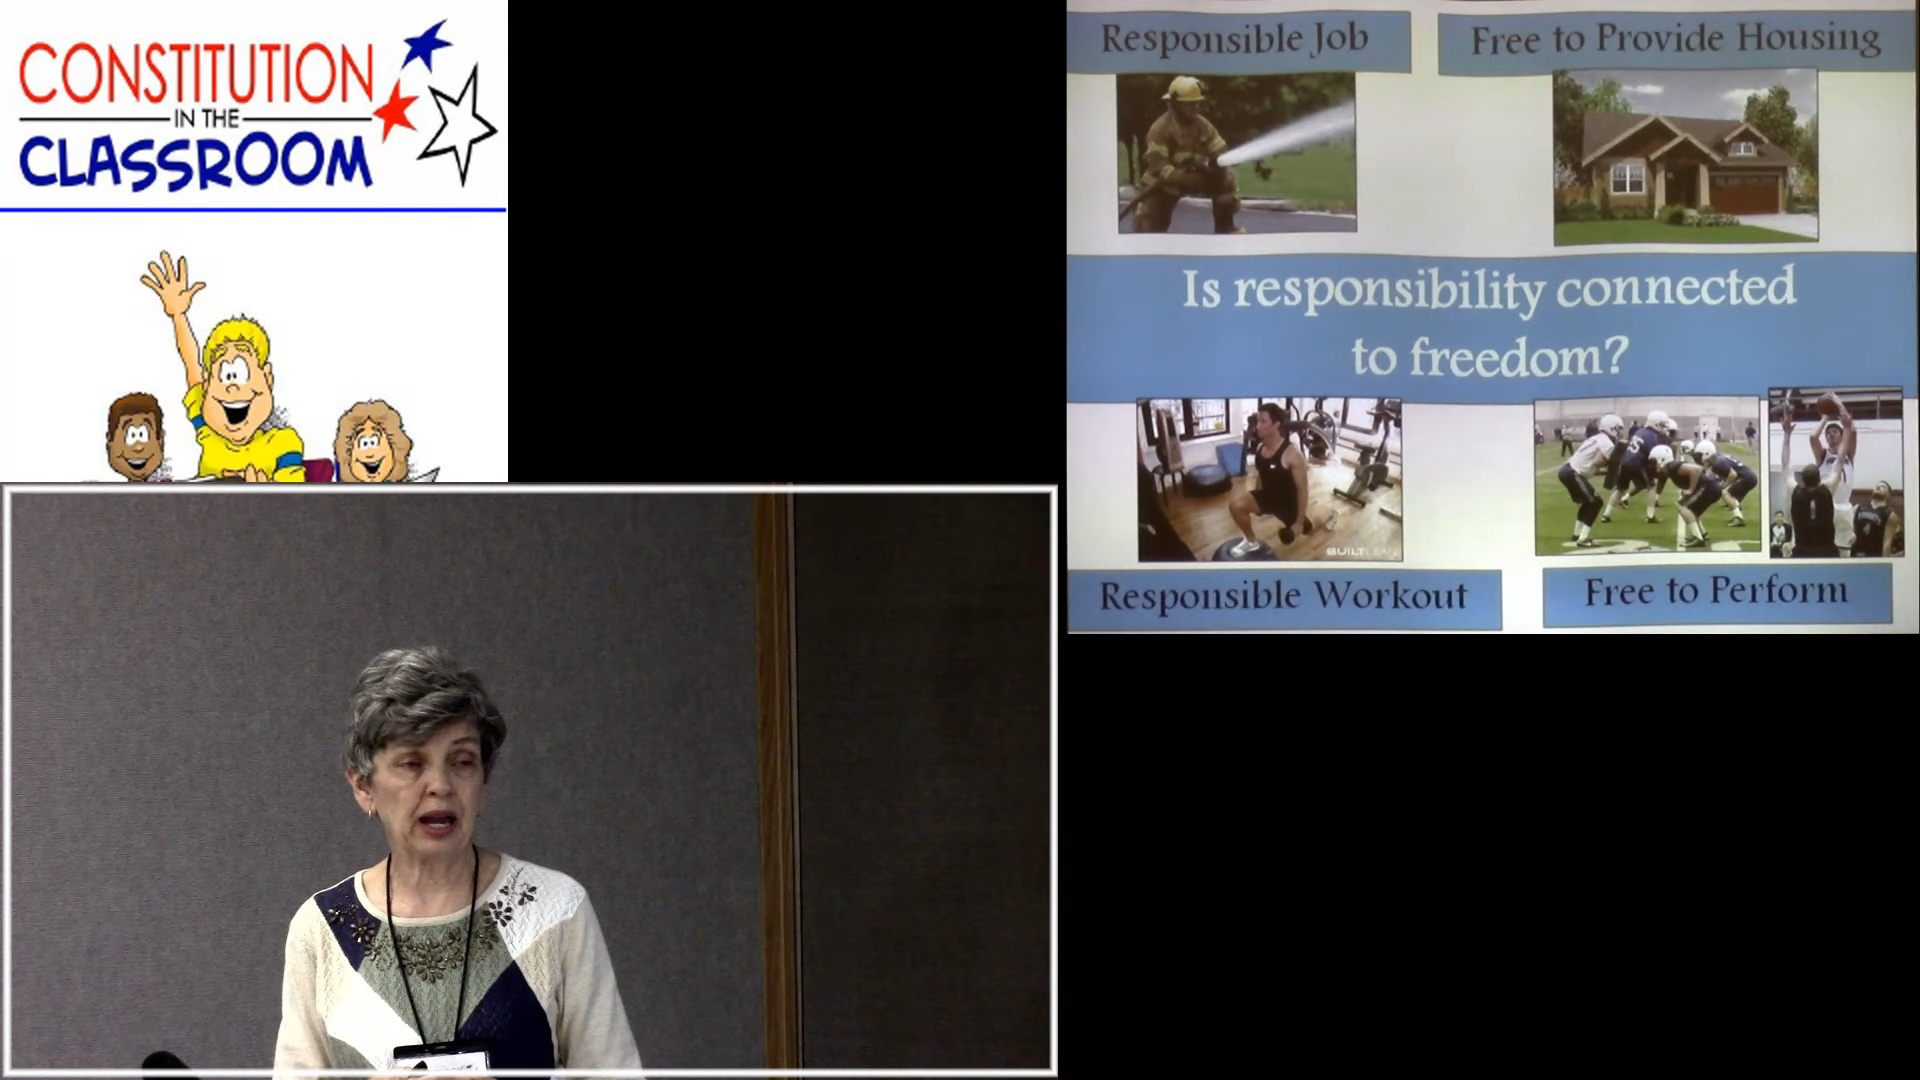 CONSTITUTION
IN THE
CLASSROOM
Responsible Job
Free to Provide Housing
Is responsibility connected
to freedom?
BUILTLEAN
Responsible Workout
Free to Perform